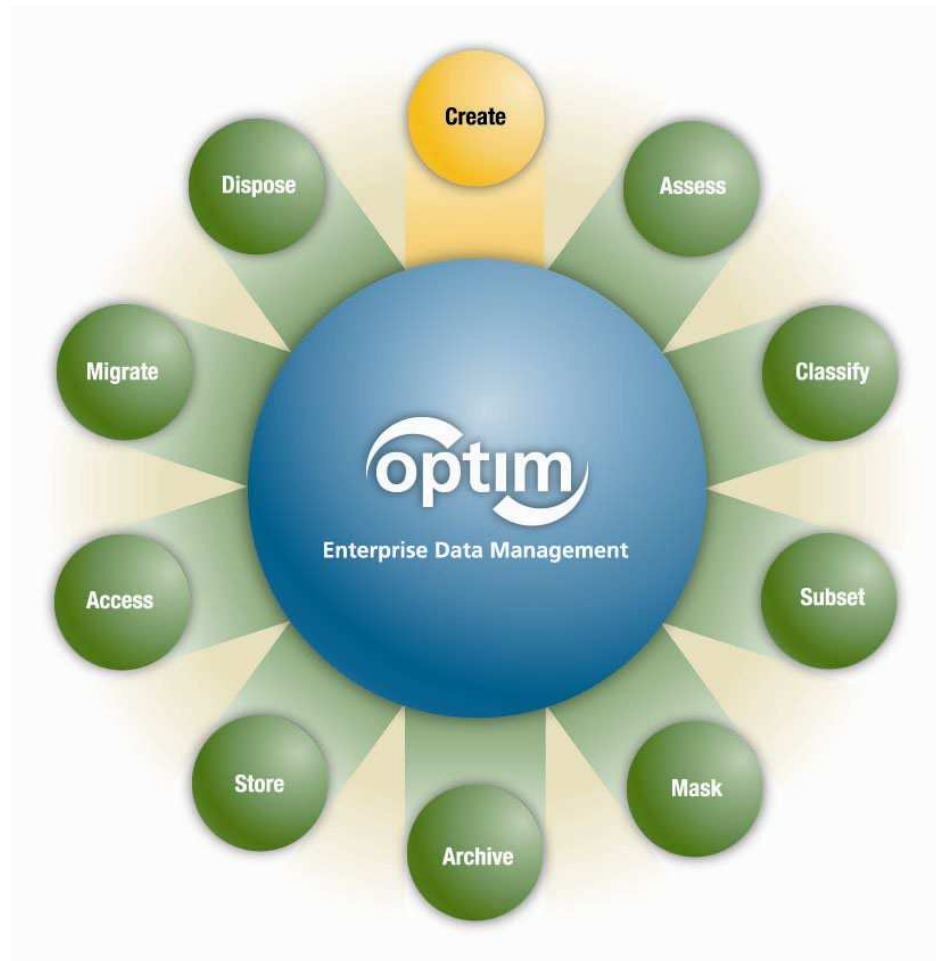 Create
Assess
Classify
Subset
Mask
Archive
Store
Access
Migrate
Dispose
optim
Enterprise Data Management